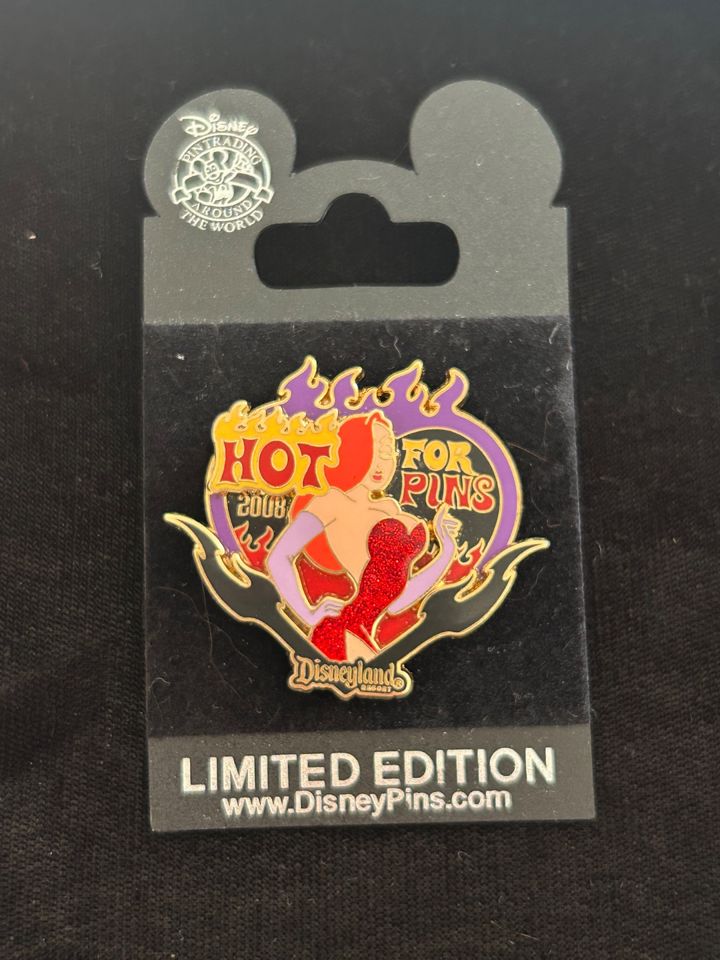 Disney
PIN TRADING
AROUND
THE WORLD
HOT
2008
FOR
PINS
Disneyland®
RESORT
LIMITED EDITION
www.DisneyPins.com